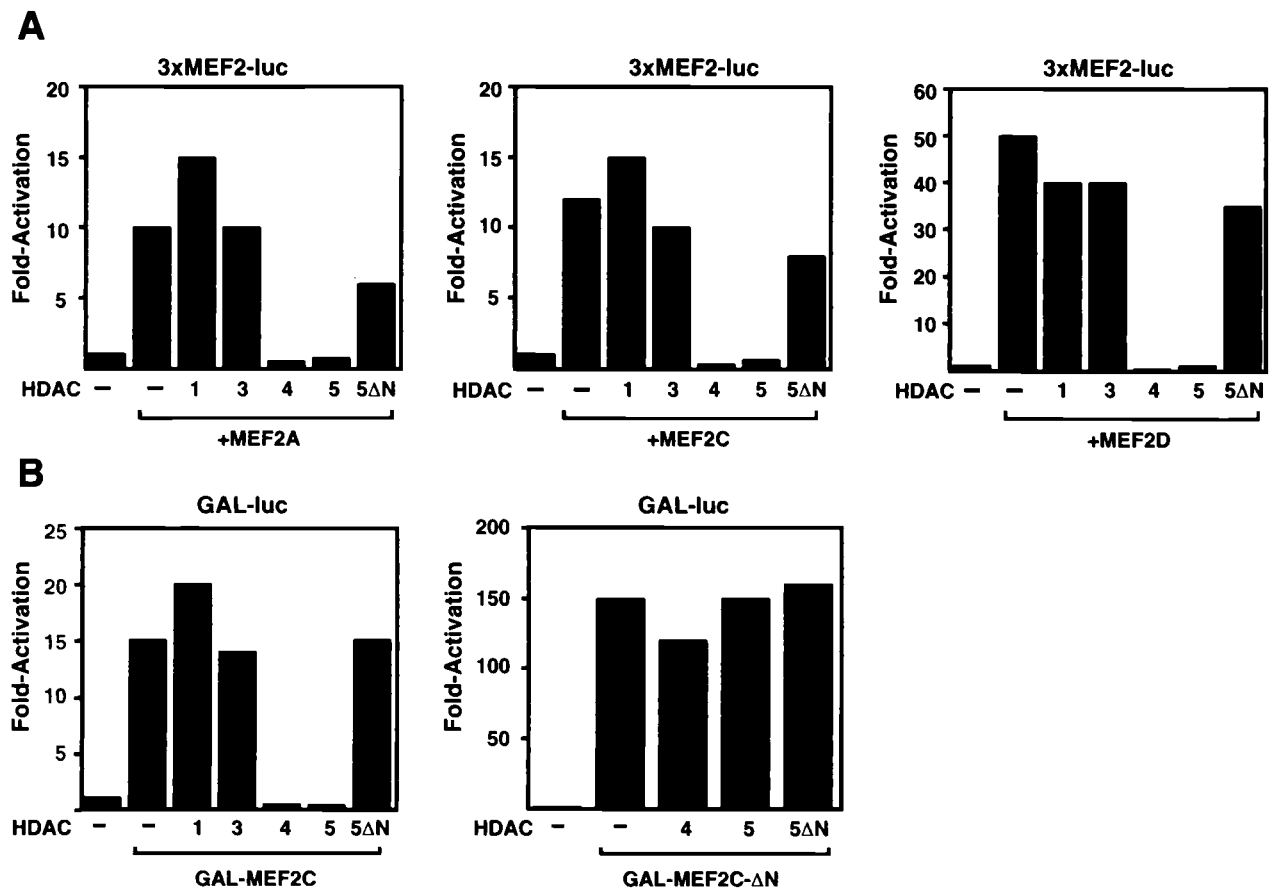 A
3xMEF2-luc
Fold-Activation
20
15
10
5
HDAC – – 1 3 4 5 5ΔN
+MEF2A
3xMEF2-luc
Fold-Activation
20
15
10
5
HDAC – – 1 3 4 5 5ΔN
+MEF2C
3xMEF2-luc
Fold-Activation
60
50
40
30
20
10
HDAC – – 1 3 4 5 5ΔN
+MEF2D
B
GAL-luc
Fold-Activation
25
20
15
10
5
HDAC – – 1 3 4 5 5ΔN
GAL-MEF2C
GAL-luc
Fold-Activation
200
150
100
50
HDAC – – 4 5 5ΔN
GAL-MEF2C-ΔN